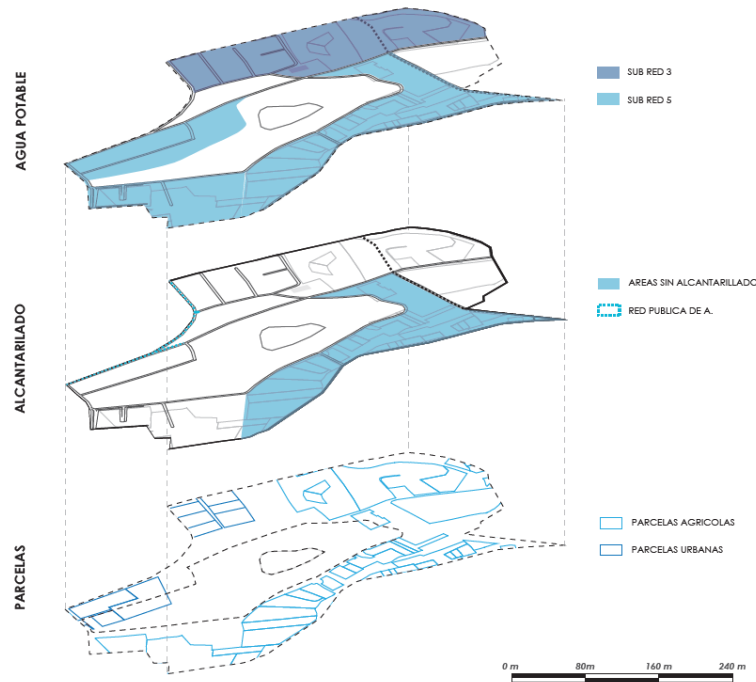 AGUA POTABLE
SUB RED 3
SUB RED 5
ALCANTARILADO
AREAS SIN ALCANTARILLADO
RED PUBLICA DE A.
PARCELAS
PARCELAS AGRICOLAS
PARCELAS URBANAS
0 m 80m 160 m 240 m